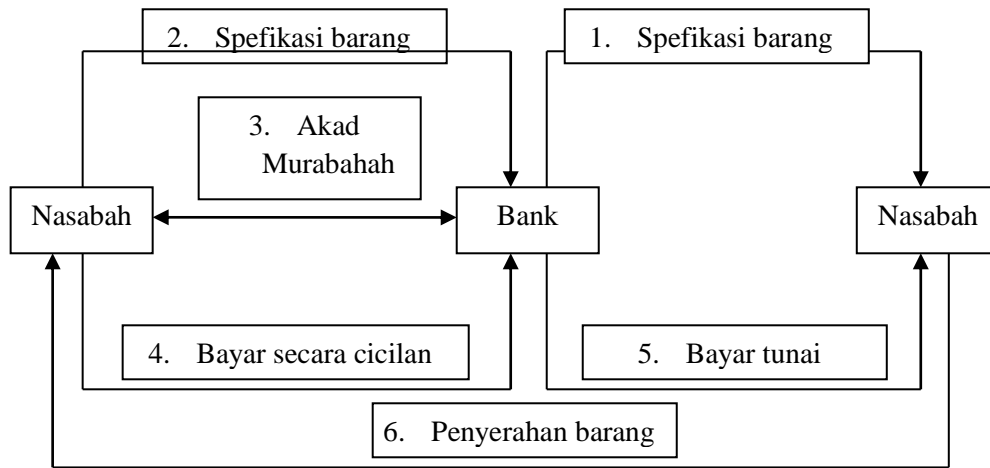 2. Spefikasi barang
1. Spefikasi barang
3. Akad
Murabahah
Nasabah
Bank
Nasabah
4. Bayar secara cicilan
5. Bayar tunai
6. Penyerahan barang